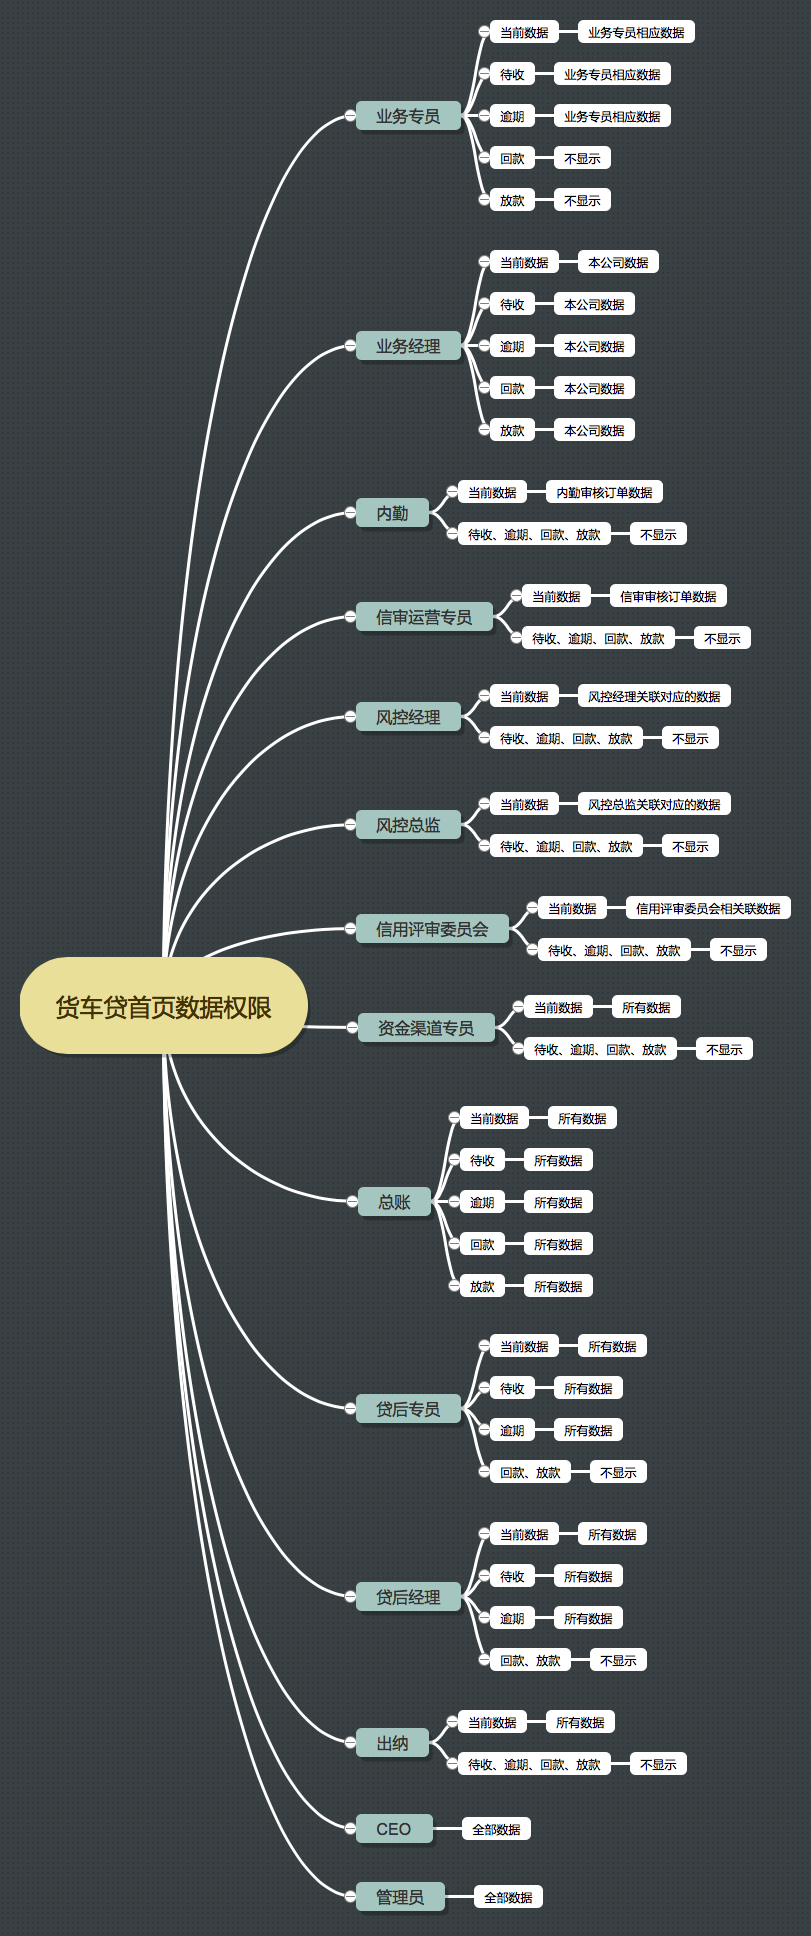 货车贷首页数据权限
业务专员
当前数据
业务专员相应数据
待收
业务专员相应数据
逾期
业务专员相应数据
回款
不显示
放款
不显示
业务经理
当前数据
本公司数据
待收
本公司数据
逾期
本公司数据
回款
本公司数据
放款
本公司数据
内勤
当前数据
内勤审核订单数据
待收、逾期、回款、放款
不显示
信审运营专员
当前数据
信审审核订单数据
待收、逾期、回款、放款
不显示
风控经理
当前数据
风控经理关联对应的数据
待收、逾期、回款、放款
不显示
风控总监
当前数据
风控总监关联对应的数据
待收、逾期、回款、放款
不显示
信用评审委员会
当前数据
信用评审委员会相关联数据
待收、逾期、回款、放款
不显示
资金渠道专员
当前数据
所有数据
待收、逾期、回款、放款
不显示
总账
当前数据
所有数据
待收
所有数据
逾期
所有数据
回款
所有数据
放款
所有数据
贷后专员
当前数据
所有数据
待收
所有数据
逾期
所有数据
回款、放款
不显示
贷后经理
当前数据
所有数据
待收
所有数据
逾期
所有数据
回款、放款
不显示
出纳
当前数据
所有数据
待收、逾期、回款、放款
不显示
CEO
全部数据
管理员
全部数据